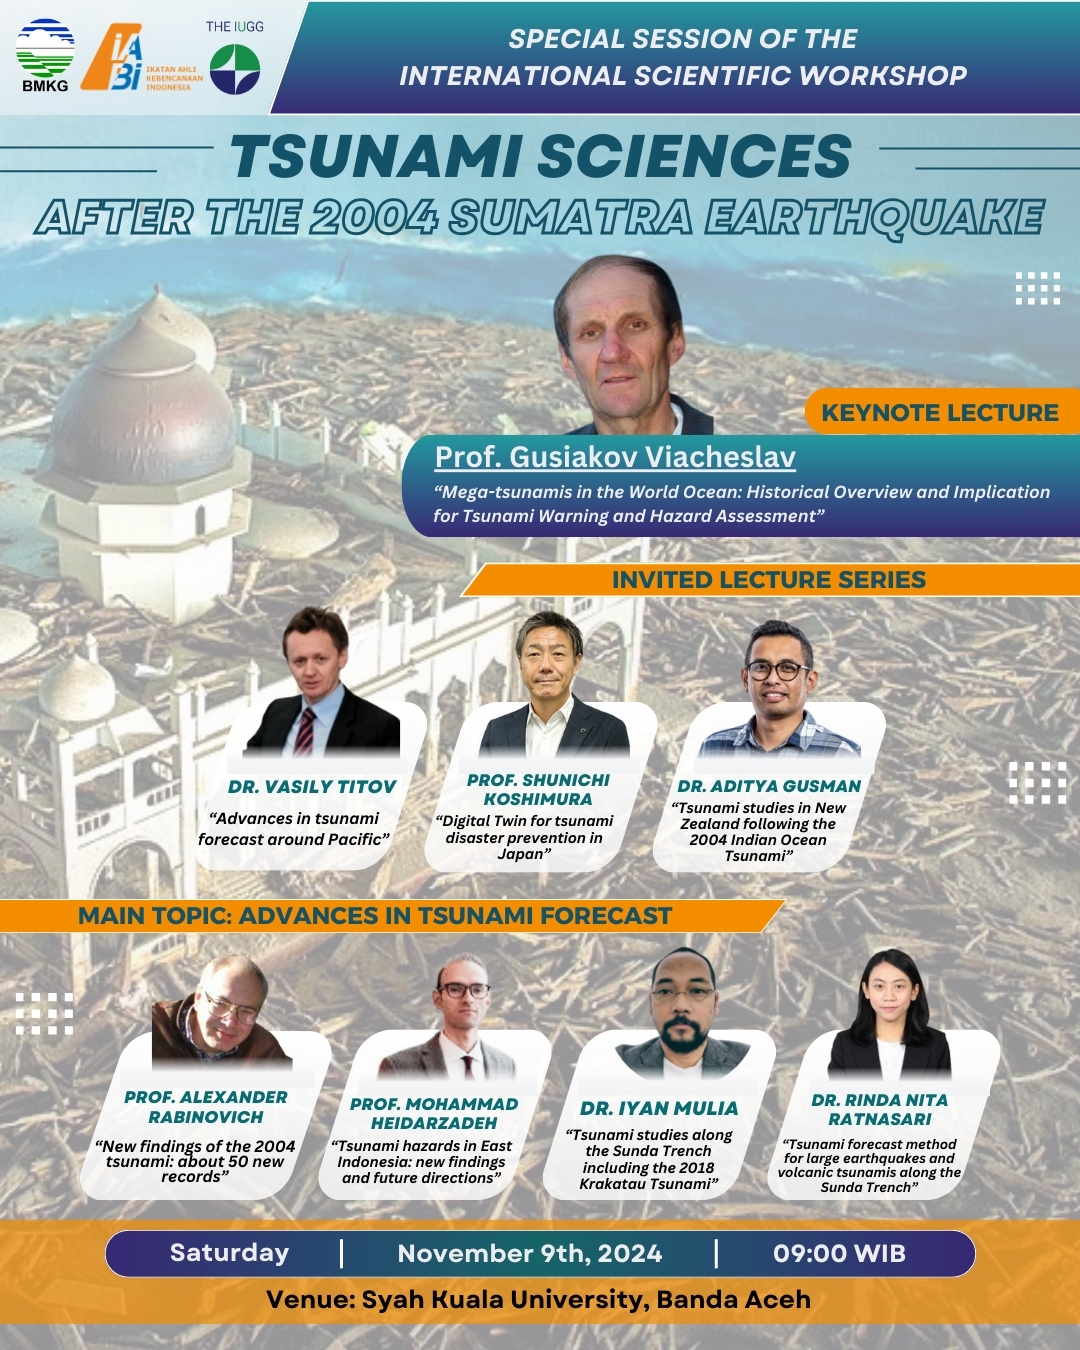 BMKG
iA
Bi
IKATAN AHLI
KEBENCANAAN
INDONESIA
THE IUGG
SPECIAL SESSION OF THE
INTERNATIONAL SCIENTIFIC WORKSHOP
TSUNAMI SCIENCES
AFTER THE 2004 SUMATRA EARTHQUAKE
KEYNOTE LECTURE
Prof. Gusiakov Viacheslav
“Mega-tsunamis in the World Ocean: Historical Overview and Implication
for Tsunami Warning and Hazard Assessment”
INVITED LECTURE SERIES
DR. VASILY TITOV
“Advances in tsunami
forecast around Pacific”
PROF. SHUNICHI
KOSHIMURA
“Digital Twin for tsunami
disaster prevention in
Japan”
DR. ADITYA GUSMAN
“Tsunami studies in New
Zealand following the
2004 Indian Ocean
Tsunami”
MAIN TOPIC: ADVANCES IN TSUNAMI FORECAST
PROF. ALEXANDER
RABINOVICH
“New findings of the 2004
tsunami: about 50 new
records”
PROF. MOHAMMAD
HEIDARZADEH
“Tsunami hazards in East
Indonesia: new findings
and future directions”
DR. IYAN MULIA
“Tsunami studies along
the Sunda Trench
including the 2018
Krakatau Tsunami”
DR. RINDA NITA
RATNASARI
“Tsunami forecast method
for large earthquakes and
volcanic tsunamis along the
Sunda Trench”
Saturday | November 9th, 2024 | 09:00 WIB
Venue: Syah Kuala University, Banda Aceh